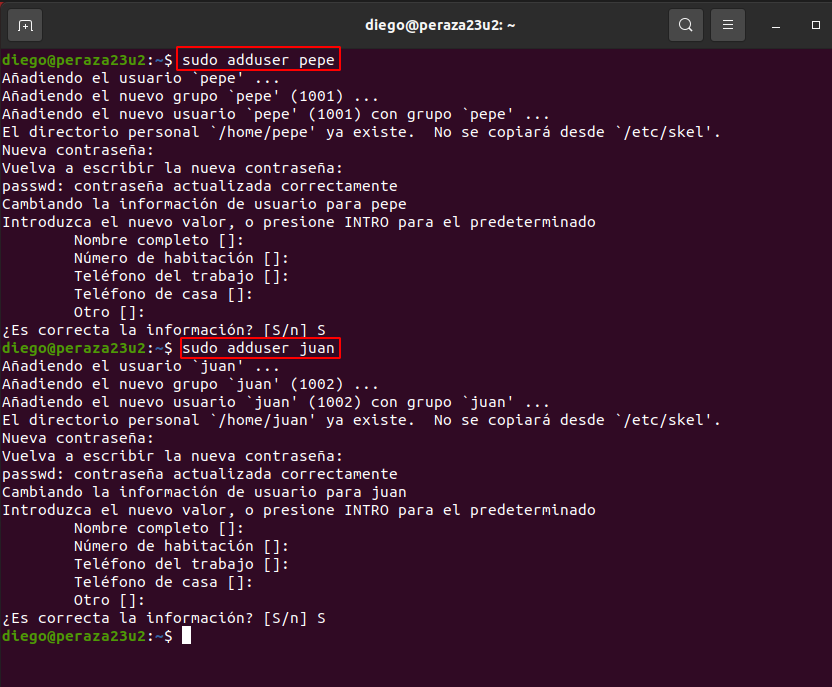 diego@peraza23u2: ~
diego@peraza23u2:~$ sudo adduser pepe
Añadiendo el usuario `pepe' ...
Añadiendo el nuevo grupo `pepe' (1001) ...
Añadiendo el nuevo usuario `pepe' (1001) con grupo `pepe' ...
El directorio personal `/home/pepe' ya existe.  No se copiará desde `/etc/skel'.
Nueva contraseña:
Vuelva a escribir la nueva contraseña:
passwd: contraseña actualizada correctamente
Cambiando la información de usuario para pepe
Introduzca el nuevo valor, o presione INTRO para el predeterminado
        Nombre completo []:
        Número de habitación []:
        Teléfono del trabajo []:
        Teléfono de casa []:
        Otro []:
¿Es correcta la información? [S/n] S
diego@peraza23u2:~$ sudo adduser juan
Añadiendo el usuario `juan' ...
Añadiendo el nuevo grupo `juan' (1002) ...
Añadiendo el nuevo usuario `juan' (1002) con grupo `juan' ...
El directorio personal `/home/juan' ya existe.  No se copiará desde `/etc/skel'.
Nueva contraseña:
Vuelva a escribir la nueva contraseña:
passwd: contraseña actualizada correctamente
Cambiando la información de usuario para juan
Introduzca el nuevo valor, o presione INTRO para el predeterminado
        Nombre completo []:
        Número de habitación []:
        Teléfono del trabajo []:
        Teléfono de casa []:
        Otro []:
¿Es correcta la información? [S/n] S
diego@peraza23u2:~$